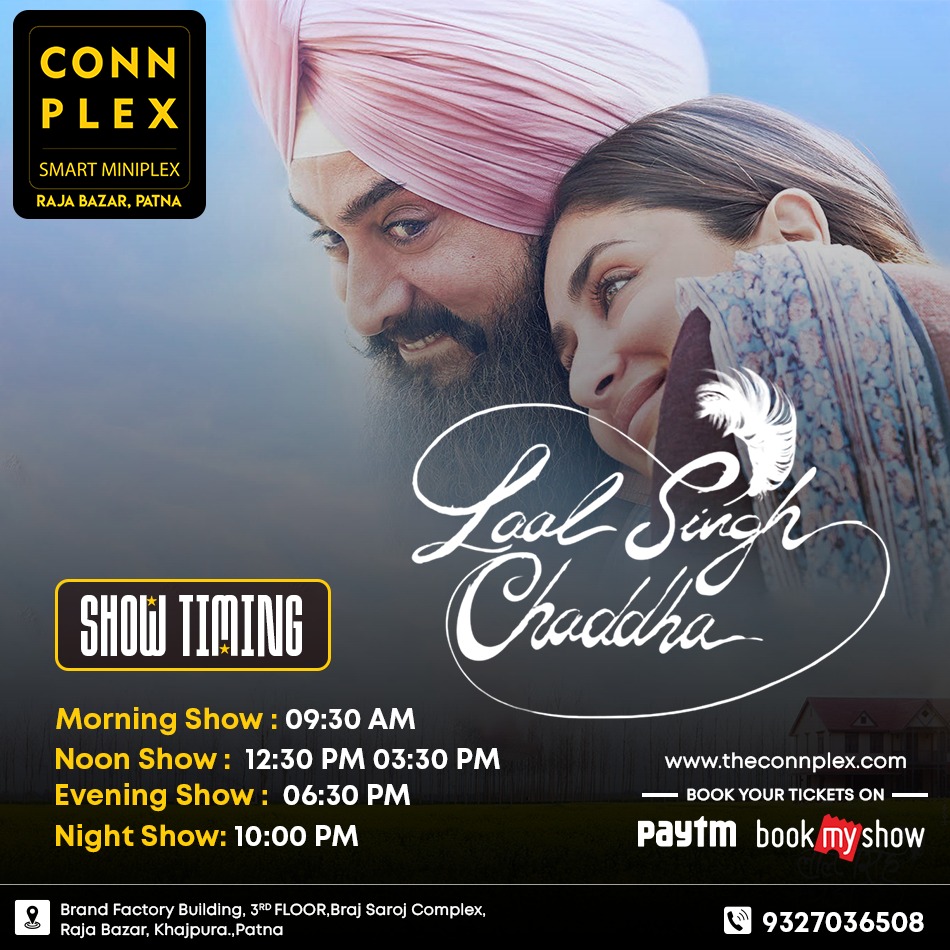 CONN
PLEX
SMART MINIPLEX
RAJA BAZAR, PATNA
Laal Singh
Chaddha
SHOW TIMING
Morning Show : 09:30 AM
Noon Show : 12:30 PM 03:30 PM
Evening Show : 06:30 PM
Night Show: 10:00 PM
www.theconnplex.com
BOOK YOUR TICKETS ON
paytm bookmyshow
Brand Factory Building, 3RD FLOOR,Braj Saroj Complex,
Raja Bazar, Khajpura.,Patna
9327036508